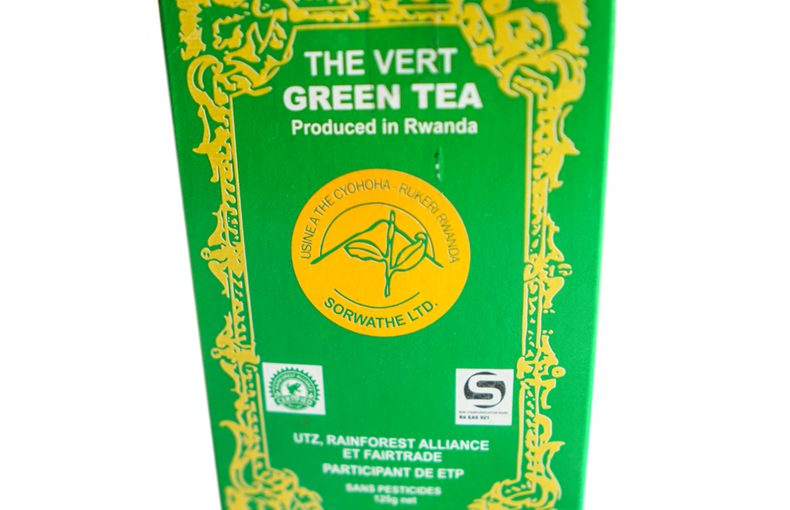 THE VERT
GREEN TEA
Produced in Rwanda
USINE A THE CYOHOHA - RUKERI RWANDA
SORWATHE LTD.
CERTIFIED
S
UTZ, RAINFOREST ALLIANCE
ET FAIRTRADE
PARTICIPANT DE ETP
SANS PESTICIDES
125g net